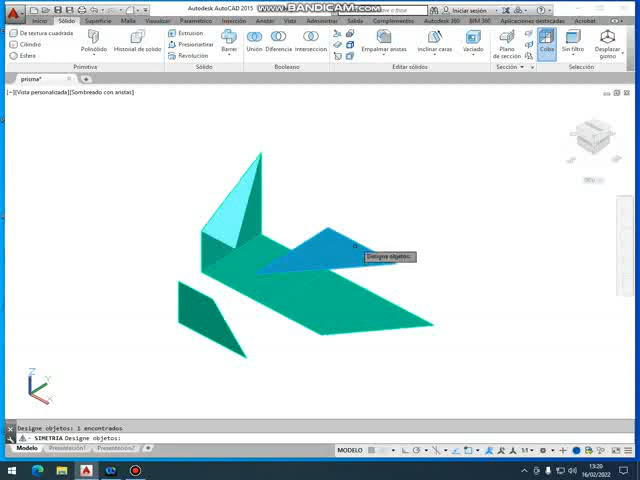 Autodesk AutoCAD 2015
WWW.BANDICAM.COM
Iniciar sesión
Inicio Sólido Superficie Malla Visualizar Paramétrico Insertar Anotar Vista Administrar Salida Complementos Autodesk 360 BIM 360 Aplicaciones destacadas Acrobat
De textura cuadrada
Cilindro
Esfera
Polisólido
Historial de sólido
Extrusión
Presionartirar
Revolución
Barrer
Unión Diferencia Intersección
Empalmar aristas
inclinar caras
Vaciado
Plano de sección
Cubo
Sin filtro
Desplazar gizmo
Primitiva Sólido Booleano Editar sólidos Sección Selección
prisma*
[−][Vista personalizada][Sombreado con aristas]
Designe objetos:
Z
Y
X
Designe objetos: 1 encontrados
SIMETRIA Designe objetos:
Modelo Presentación1 Presentación2
MODELO
1:1
13:20
16/02/2022